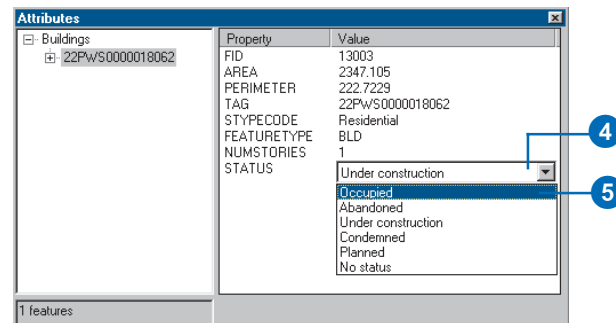 Attributes
Buildings
22PWS0000018062
Property Value
FID 13003
AREA 2347.105
PERIMETER 222.7229
TAG 22PWS0000018062
STYPECODE Residential
FEATURETYPE BLD
NUMSTORIES 1
STATUS Under construction
4
Occupied
5
Abandoned
Under construction
Condemned
Planned
No status
1 features